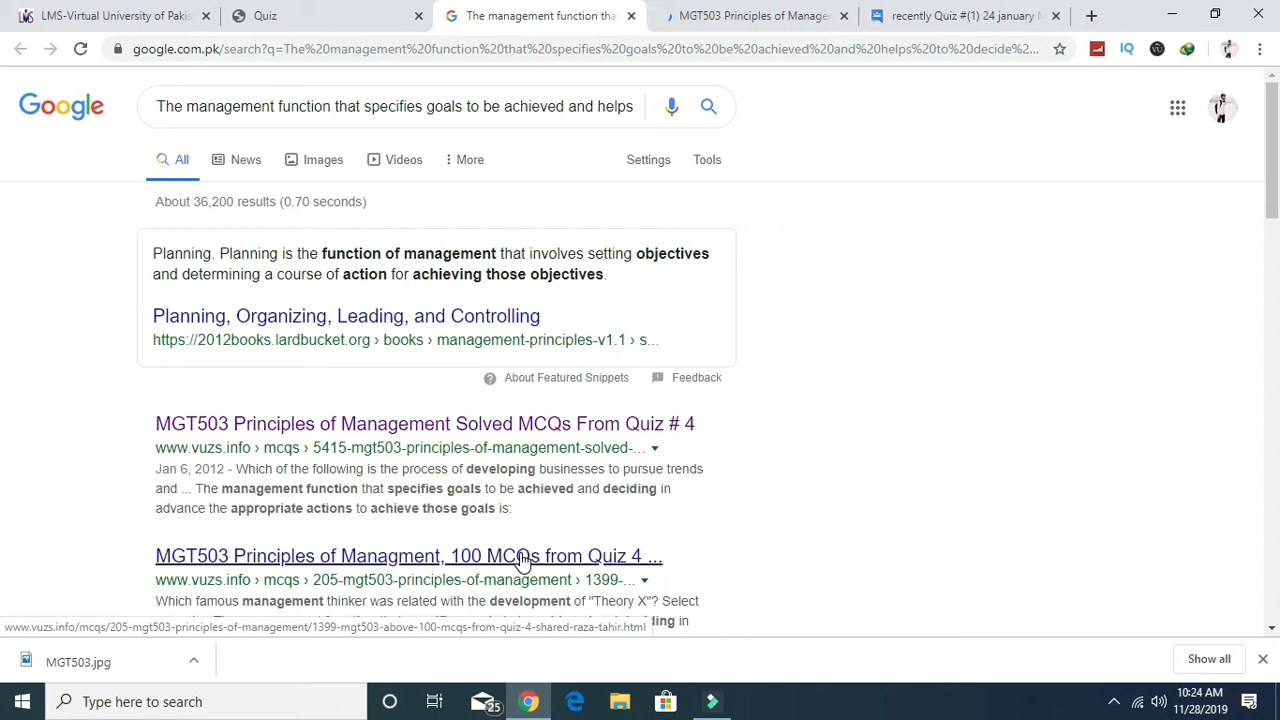 LMS-Virtual University of Pakis
Quiz
The management function tha
MGT503 Principles of Manage
recently Quiz #(1) 24 january M
google.com.pk/search?q=The%20management%20function%20that%20specifies%20goals%20to%20be%20achieved%20and%20helps%20to%20decide%2...
IQ
VU
Google
The management function that specifies goals to be achieved and helps
All
News
Images
Videos
More
Settings
Tools
About 36,200 results (0.70 seconds)
Planning. Planning is the function of management that involves setting objectives
and determining a course of action for achieving those objectives.
Planning, Organizing, Leading, and Controlling
https://2012books.lardbucket.org › books › management-principles-v1.1 › s...
About Featured Snippets
Feedback
MGT503 Principles of Management Solved MCQs From Quiz # 4
www.vuzs.info › mcqs › 5415-mgt503-principles-of-management-solved-...
Jan 6, 2012 - Which of the following is the process of developing businesses to pursue trends
and ... The management function that specifies goals to be achieved and deciding in
advance the appropriate actions to achieve those goals is:
MGT503 Principles of Managment, 100 MCQs from Quiz 4 ...
www.vuzs.info › mcqs › 205-mgt503-principles-of-management › 1399-...
Which famous management thinker was related with the development of "Theory X"? Select
ding in
www.vuzs.info/mcqs/205-mgt503-principles-of-management/1399-mgt503-above-100-mcqs-from-quiz-4-shared-raza-tahir.html
MGT503.jpg
Show all
Type here to search
25
10:24 AM
11/28/2019